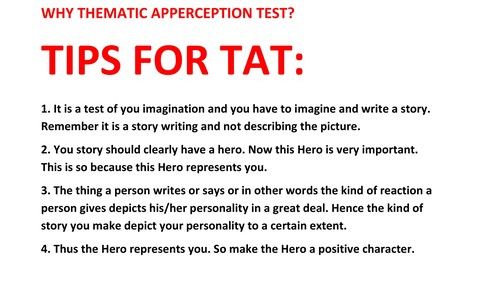 WHY THEMATIC APPERCEPTION TEST?
TIPS FOR TAT:
1. It is a test of you imagination and you have to imagine and write a story.
Remember it is a story writing and not describing the picture.
2. You story should clearly have a hero. Now this Hero is very important.
This is so because this Hero represents you.
3. The thing a person writes or says or in other words the kind of reaction a
person gives depicts his/her personality in a great deal. Hence the kind of
story you make depict your personality to a certain extent.
4. Thus the Hero represents you. So make the Hero a positive character.